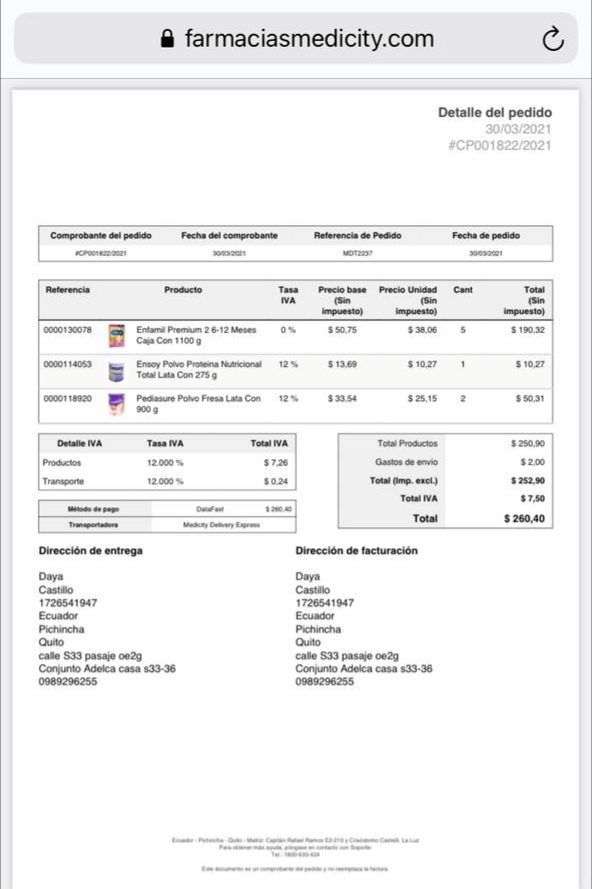 farmaciasmedicity.com
Detalle del pedido
30/03/2021
#CP001822/2021
Comprobante del pedido Fecha del comprobante Referencia de Pedido Fecha de pedido
#CP001822/2021 30/03/2021 MDT2237 30/03/2021
Referencia Producto Tasa IVA Precio base (Sin impuesto) Precio Unidad (Sin impuesto) Cant Total (Sin impuesto)
0000130078 Enfamil Premium 2 6-12 Meses 0 % $ 50,75 $ 38,06 5 $ 190,32
Caja Con 1100 g
0000114053 Ensoy Polvo Proteina Nutricional 12 % $ 13,69 $ 10,27 1 $ 10,27
Total Lata Con 275 g
0000118920 Pediasure Polvo Fresa Lata Con 12 % $ 33,54 $ 25,15 2 $ 50,31
900 g
Detalle IVA Tasa IVA Total IVA
Productos 12.000 % $ 7,26
Transporte 12.000 % $ 0,24
Método de pago DataFast $ 260,40
Transportadora Medicity Delivery Express
Total Productos $ 250,90
Gastos de envío $ 2,00
Total (Imp. excl.) $ 252,90
Total IVA $ 7,50
Total $ 260,40
Dirección de entrega
Daya
Castillo
1726541947
Ecuador
Pichincha
Quito
calle S33 pasaje oe2g
Conjunto Adelca casa s33-36
0989296255
Dirección de facturación
Daya
Castillo
1726541947
Ecuador
Pichincha
Quito
calle S33 pasaje oe2g
Conjunto Adelca casa s33-36
0989296255
Ecuador - Pichincha - Quito - Matriz: Capitán Rafael Ramos E2-210 y Crisóstomo Castelli, La Luz
Para obtener más ayuda, póngase en contacto con Soporte:
Tel.: 1800-633-424
Este documento es un comprobante del pedido y no reemplaza la factura.